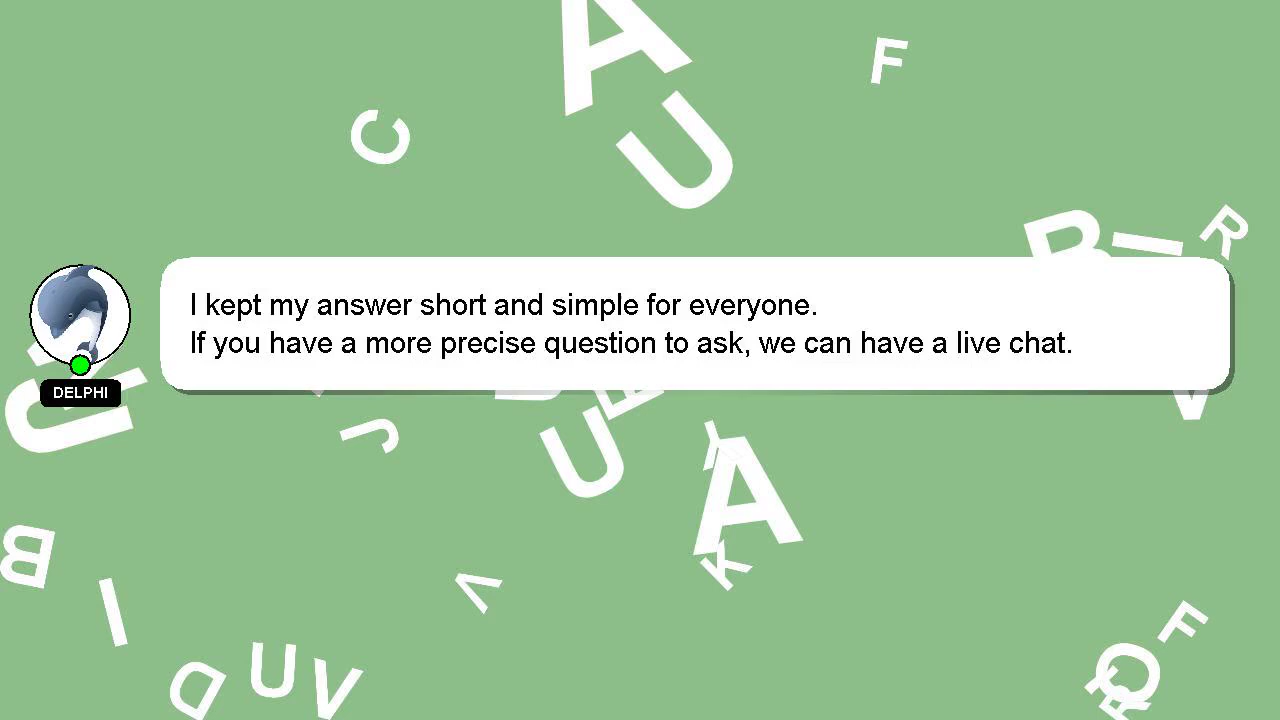 I kept my answer short and simple for everyone.
If you have a more precise question to ask, we can have a live chat.
DELPHI
A
F
C
U
R
I
R
J
U
A
K
B
I
V
D
U
V
F
Q